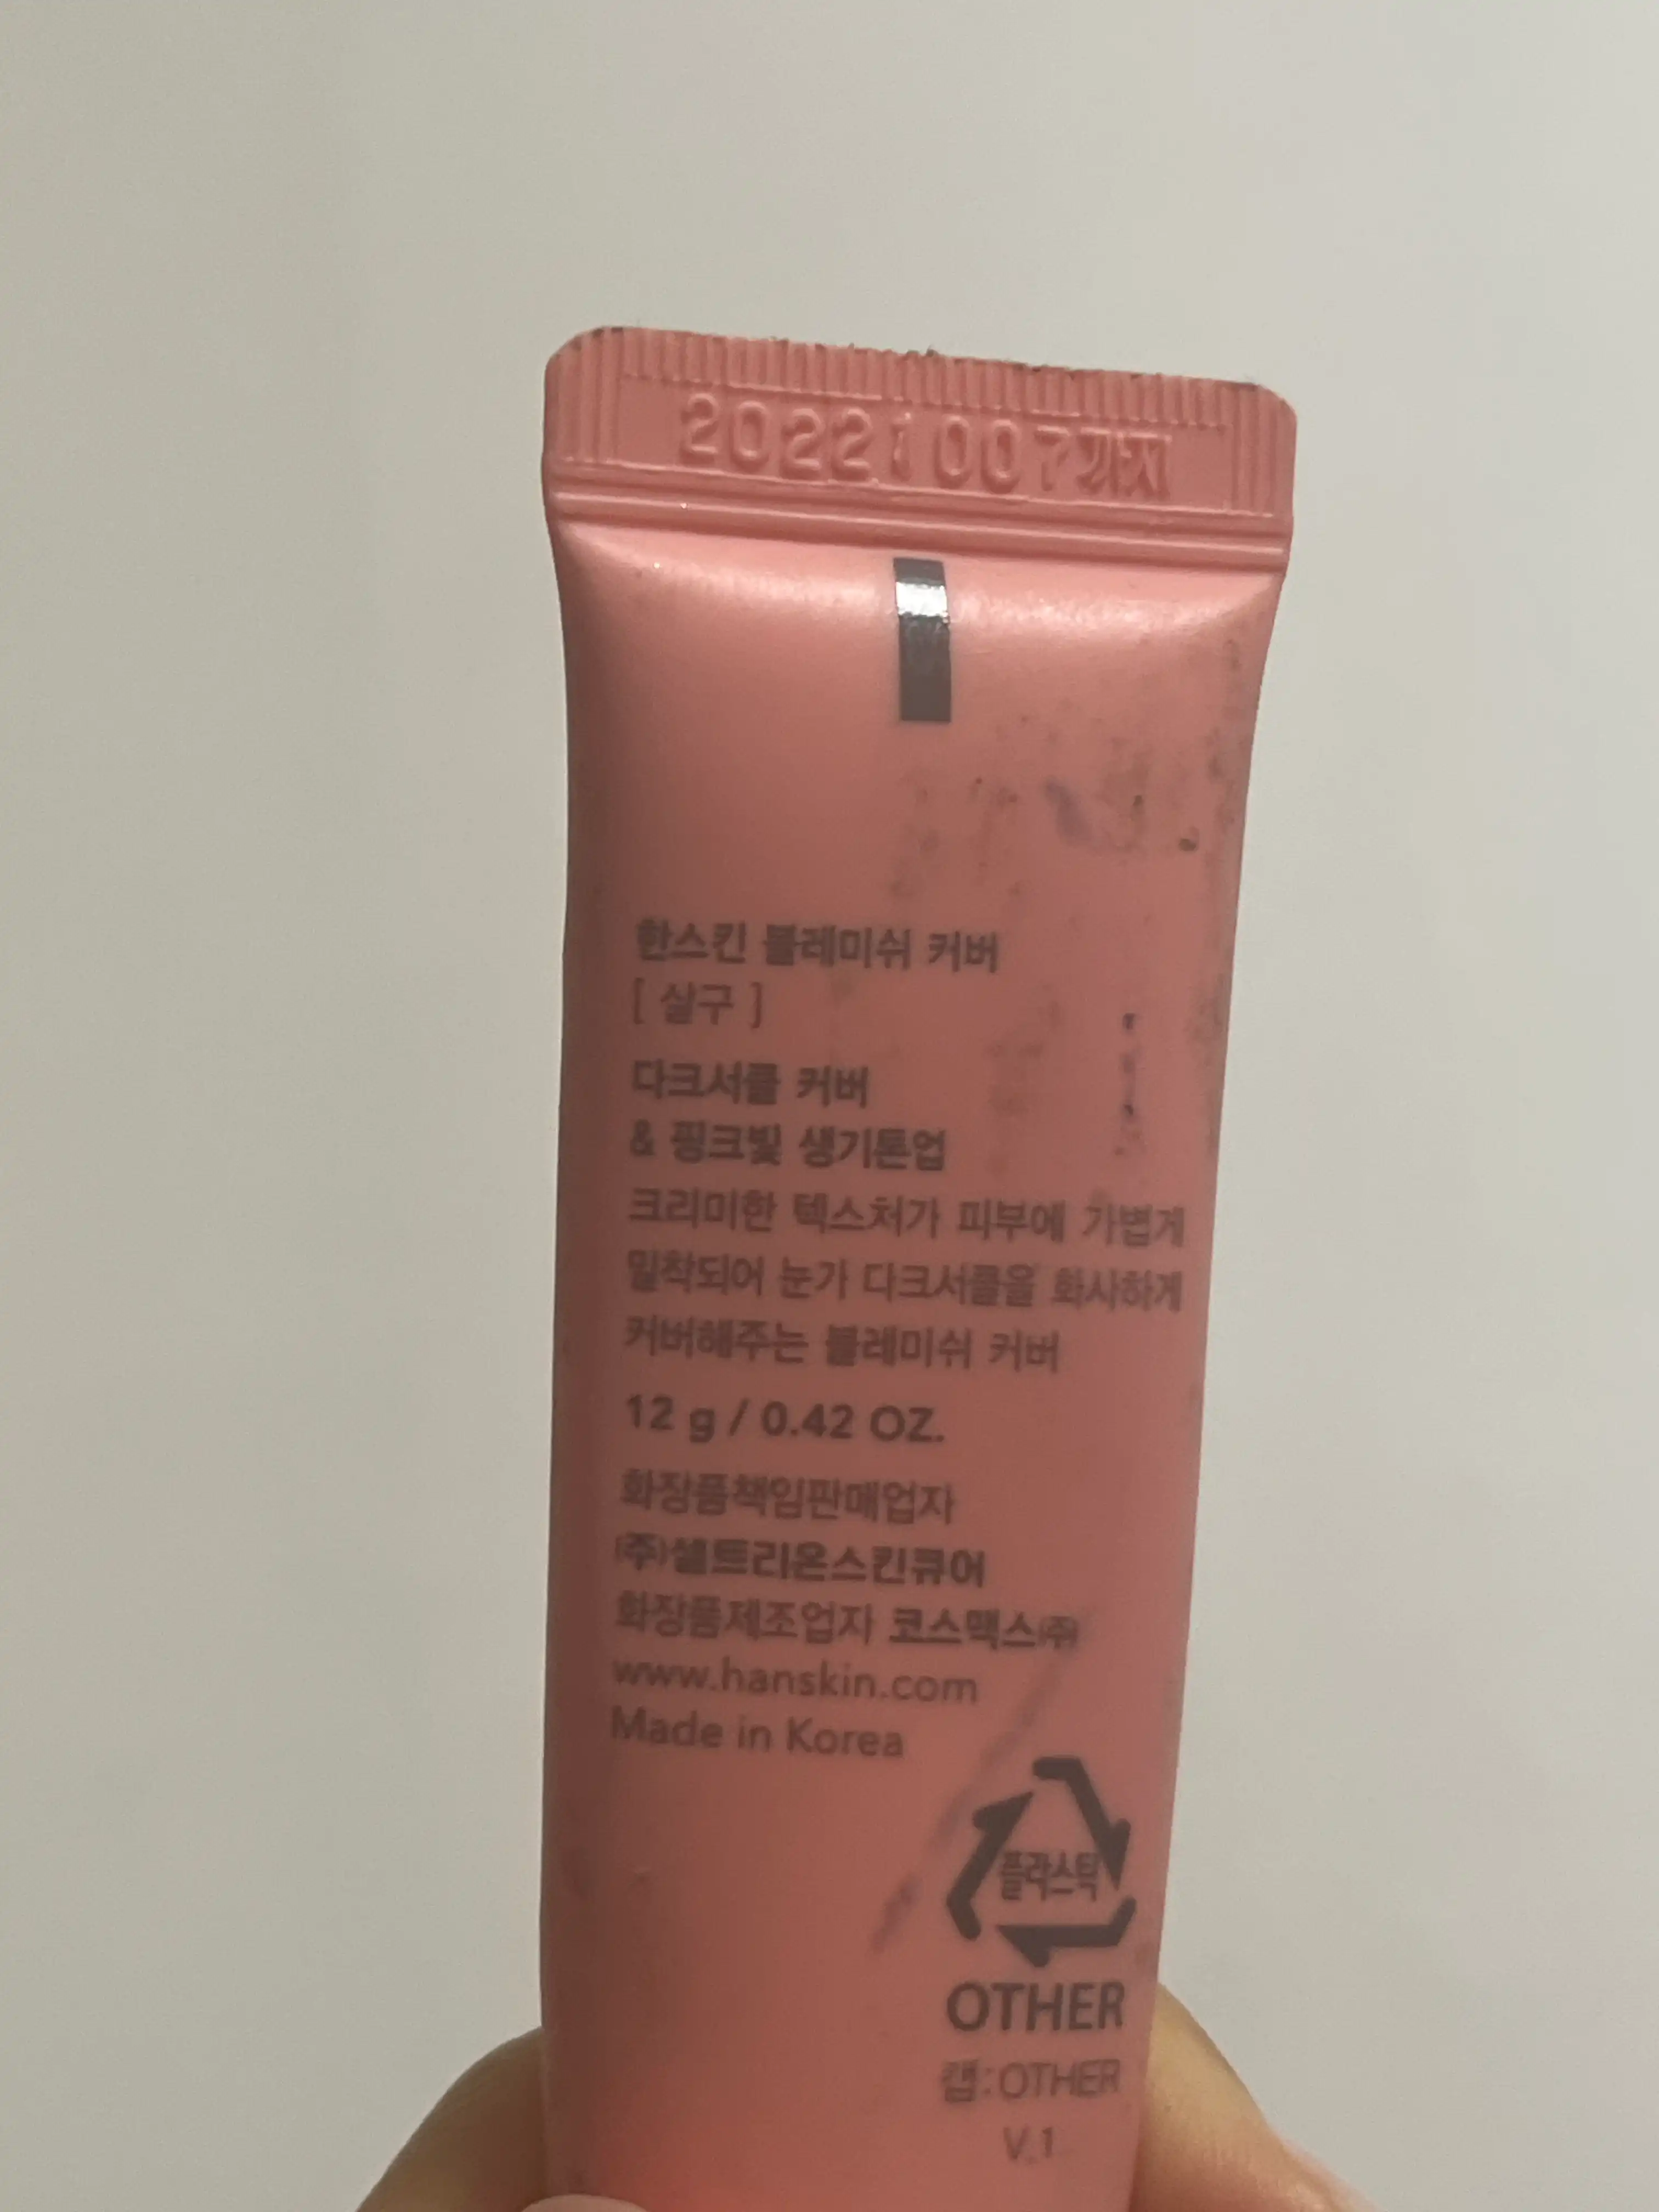 2022 1007까지
한스킨 블레미쉬 커버
[ 살구 ]
다크서클 커버
& 핑크빛 생기톤업
크리미한 텍스처가 피부에 가볍게
밀착되어 눈가 다크서클을 화사하게
커버해주는 블레미쉬 커버
12 g / 0.42 OZ.
화장품책임판매업자
(주)셀트리온스킨큐어
화장품제조업자 코스맥스(주)
www.hanskin.com
Made in Korea
플라스틱
OTHER
캡:OTHER
V.1